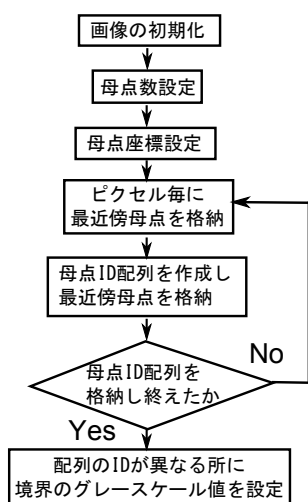 画像の初期化
母点数設定
母点座標設定
ピクセル毎に
最近傍母点を格納
母点ID配列を作成し
最近傍母点を格納
母点ID配列を
格納し終えたか
No
Yes
配列のIDが異なる所に
境界のグレースケール値を設定